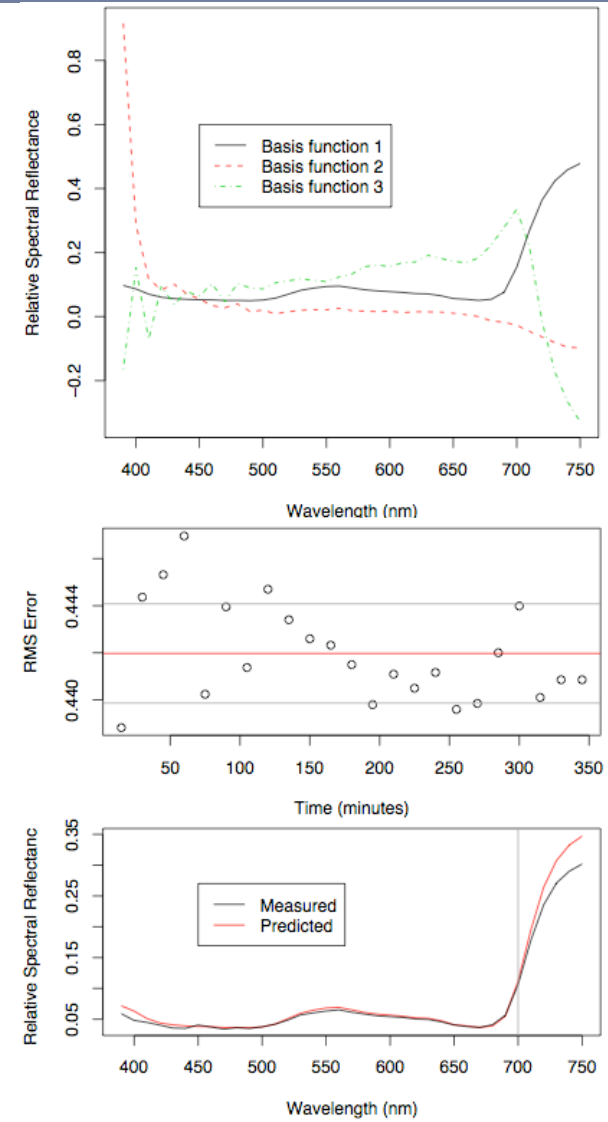 Relative Spectral Reflectance
0.8
0.6
0.4
0.2
0.0
−0.2
Basis function 1
Basis function 2
Basis function 3
400 450 500 550 600 650 700 750
Wavelength (nm)
RMS Error
0.444
0.440
50 100 150 200 250 300 350
Time (minutes)
Relative Spectral Reflectanc
0.35
0.25
0.15
0.05
Measured
Predicted
400 450 500 550 600 650 700 750
Wavelength (nm)